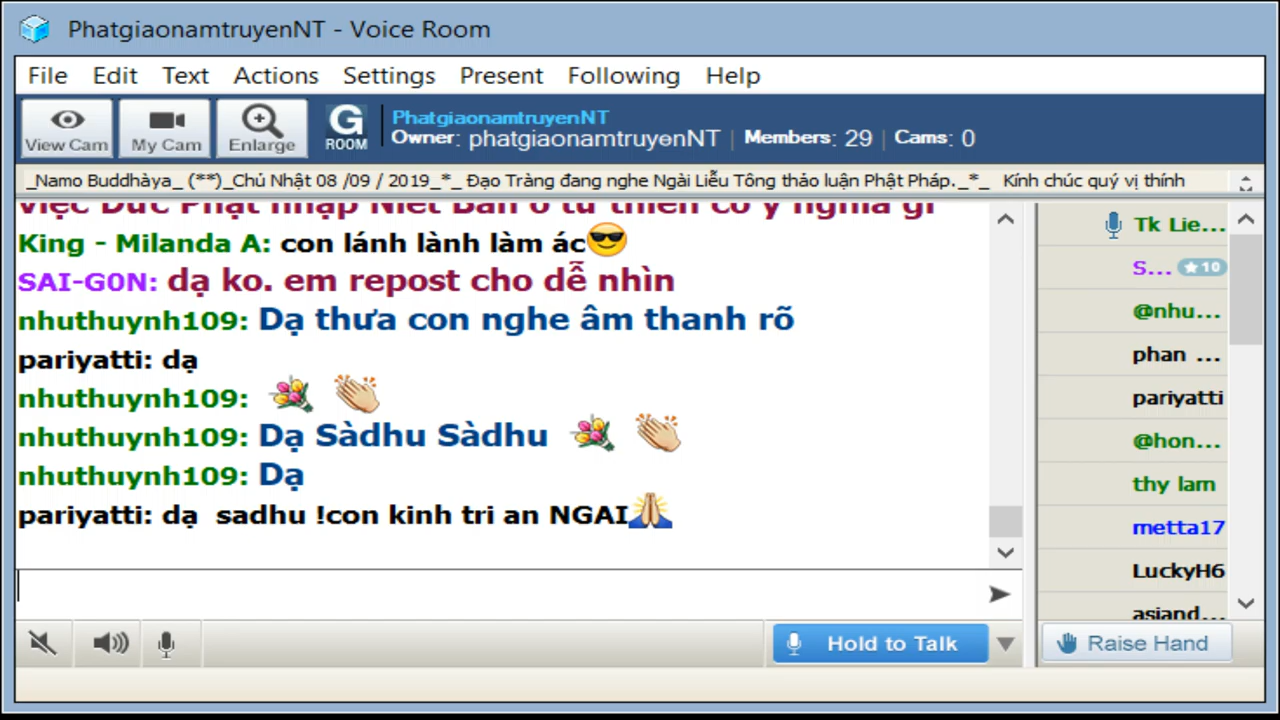 PhatgiaonamtruyenNT - Voice Room
File Edit Text Actions Settings Present Following Help
View Cam My Cam Enlarge G ROOM
PhatgiaonamtruyenNT
Owner: phatgiaonamtruyenNT | Members: 29 | Cams: 0
_Namo Buddhàya_ (**)_Chủ Nhật 08 /09 / 2019_*_ Đạo Tràng đang nghe Ngài Liễu Tông thảo luận Phật Pháp._*_ Kính chúc quý vị thính
việc Đức Phật nhập Niết Bàn ở tứ thiền có ý nghĩa gì
King - Milanda A: con lánh lành làm ác😎
SAI-G0N: dạ ko. em repost cho dễ nhìn
nhuthuynh109: Dạ thưa con nghe âm thanh rõ
pariyatti: dạ
nhuthuynh109: 💐 👏
nhuthuynh109: Dạ Sàdhu Sàdhu 💐 👏
nhuthuynh109: Dạ
pariyatti: dạ sadhu !con kinh tri an NGAI🙏
Tk Lie...
S... ★10
@nhu...
phan ...
pariyatti
@hon...
thy lam
metta17
LuckyH6
asiand...
Hold to Talk
Raise Hand